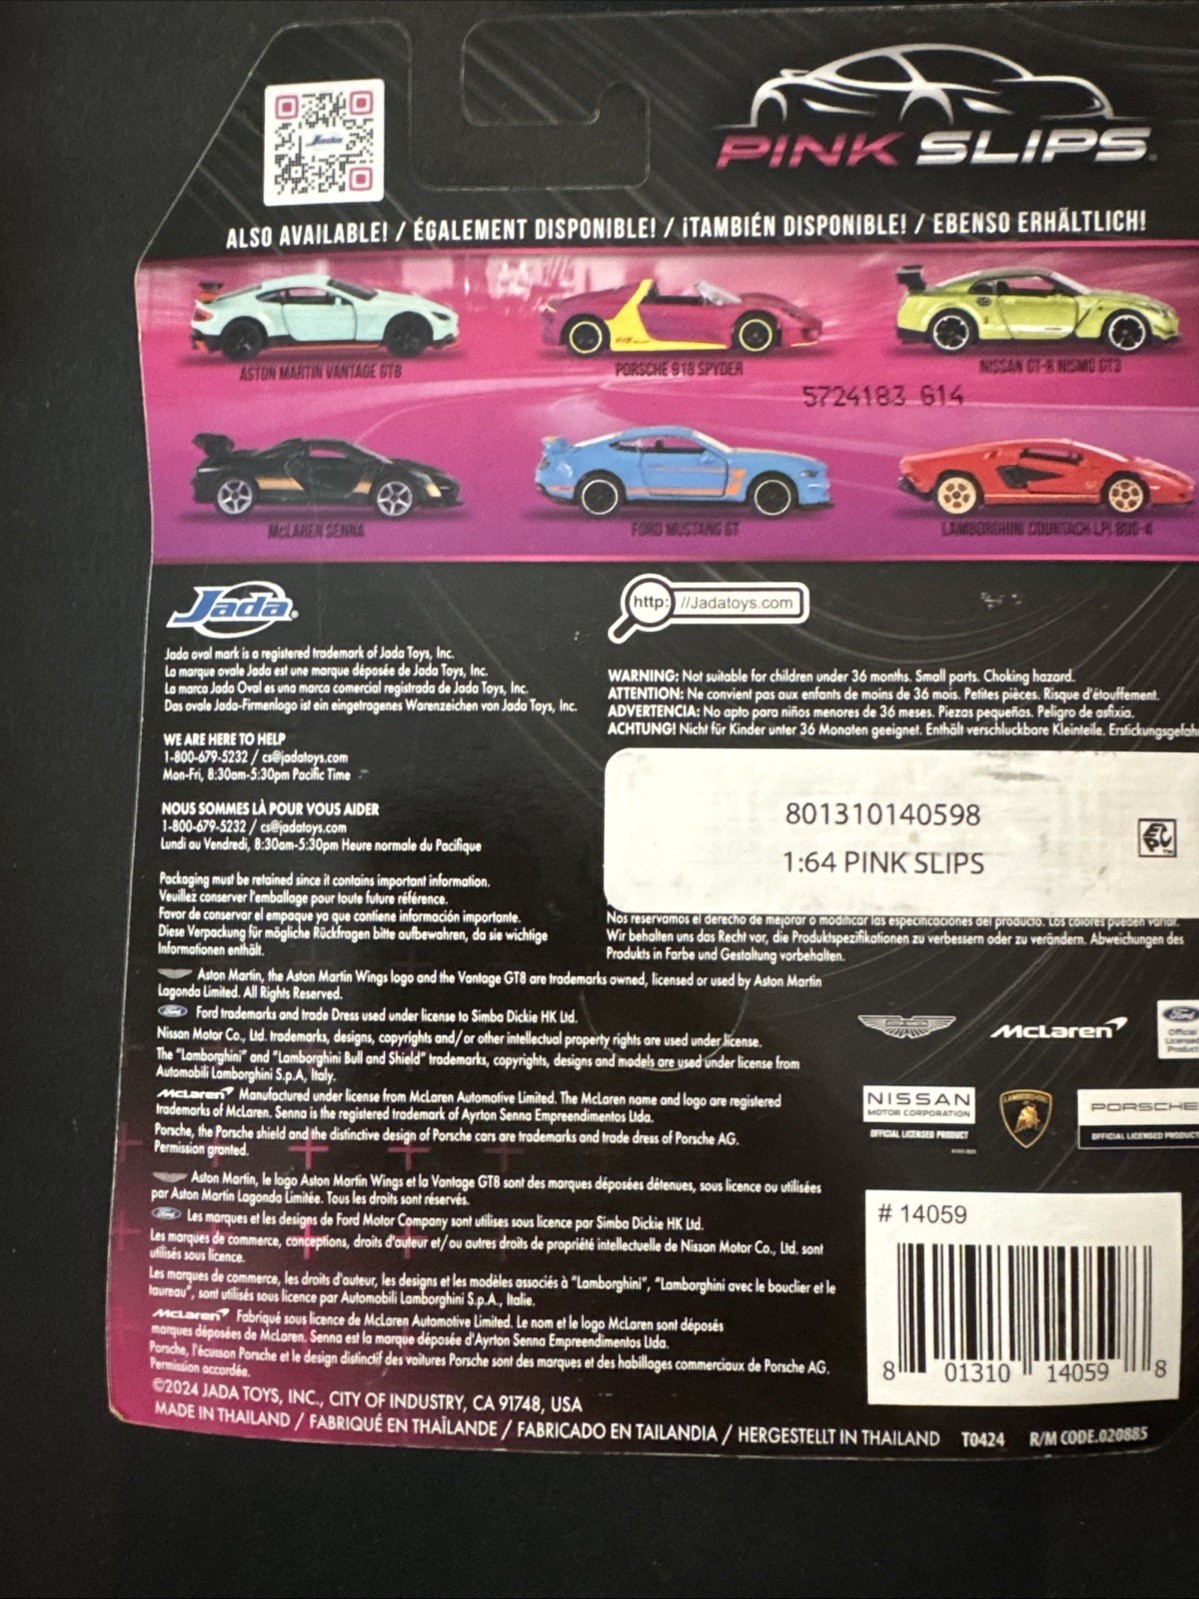 Jada
PINK SLIPS
ALSO AVAILABLE! / ÉGALEMENT DISPONIBLE! / ¡TAMBIÉN DISPONIBLE! / EBENSO ERHÄLTLICH!
ASTON MARTIN VANTAGE GT8
PORSCHE 918 SPYDER
NISSAN GT-R NISMO GT3
5724183 614
McLAREN SENNA
FORD MUSTANG GT
LAMBORGHINI COUNTACH LPI 800-4
Jada®
http: //Jadatoys.com
Jada oval mark is a registered trademark of Jada Toys, Inc.
La marque ovale Jada est une marque déposée de Jada Toys, Inc.
La marca Jada Oval es una marca comercial registrada de Jada Toys, Inc.
Das ovale Jada-Firmenlogo ist ein eingetragenes Warenzeichen von Jada Toys, Inc.
WARNING: Not suitable for children under 36 months. Small parts. Choking hazard.
ATTENTION: Ne convient pas aux enfants de moins de 36 mois. Petites pièces. Risque d'étouffement.
ADVERTENCIA: No apto para niños menores de 36 meses. Piezas pequeñas. Peligro de asfixia.
ACHTUNG! Nicht für Kinder unter 36 Monaten geeignet. Enthält verschluckbare Kleinteile. Erstickungsgefahr
WE ARE HERE TO HELP
1-800-679-5232 / cs@jadatoys.com
Mon-Fri, 8:30am-5:30pm Pacific Time
NOUS SOMMES LÀ POUR VOUS AIDER
1-800-679-5232 / cs@jadatoys.com
Lundi au Vendredi, 8:30am-5:30pm Heure normale du Pacifique
801310140598
1:64 PINK SLIPS
Packaging must be retained since it contains important information.
Veuillez conserver l'emballage pour toute future référence.
Favor de conservar el empaque ya que contiene información importante.
Diese Verpackung für mögliche Rückfragen bitte aufbewahren, da sie wichtige
Informationen enthält.
Nos reservamos el derecho de mejorar o modificar las especificaciones del producto. Los colores pueden variar.
Wir behalten uns das Recht vor, die Produktspezifikationen zu verbessern oder zu verändern. Abweichungen des
Produkts in Farbe und Gestaltung vorbehalten.
Aston Martin, the Aston Martin Wings logo and the Vantage GT8 are trademarks owned, licensed or used by Aston Martin
Lagonda Limited. All Rights Reserved.
Ford Ford trademarks and trade Dress used under license to Simba Dickie HK Ltd.
Nissan Motor Co., Ltd. trademarks, designs, copyrights and/or other intellectual property rights are used under license.
The "Lamborghini" and "Lamborghini Bull and Shield" trademarks, copyrights, designs and models are used under license from
Automobili Lamborghini S.p.A, Italy.
McLaren Manufactured under license from McLaren Automotive Limited. The McLaren name and logo are registered
trademarks of McLaren. Senna is the registered trademark of Ayrton Senna Empreendimentos Ltda.
Porsche, the Porsche shield and the distinctive design of Porsche cars are trademarks and trade dress of Porsche AG.
Permission granted.
Aston Martin, le logo Aston Martin Wings et la Vantage GT8 sont des marques déposées détenues, sous licence ou utilisées
par Aston Martin Lagonda Limitée. Tous les droits sont réservés.
Ford Les marques et les designs de Ford Motor Company sont utilises sous licence par Simba Dickie HK Ltd.
Les marques de commerce, conceptions, droits d'auteur et/ou autres droits de propriété intellectuelle de Nissan Motor Co., Ltd. sont
utilisés sous licence.
Les marques de commerce, les droits d'auteur, les designs et les modèles associés à "Lamborghini", "Lamborghini avec le bouclier et le
taureau", sont utilisés sous licence par Automobili Lamborghini S.p.A., Italie.
McLaren Fabriqué sous licence de McLaren Automotive Limited. Le nom et le logo McLaren sont déposés
marques déposées de McLaren. Senna est la marque déposée d'Ayrton Senna Empreendimentos Ltda.
Porsche, l'écusson Porsche et le design distinctif des voitures Porsche sont des marques et des habillages commerciaux de Porsche AG.
Permission accordée.
ASTON MARTIN
McLaren
Ford
Official
Licensed
Product
NISSAN
MOTOR CORPORATION
OFFICIAL LICENSED PRODUCT
LAMBORGHINI
PORSCHE
OFFICIAL LICENSED PRODUCT
# 14059
8 01310 14059 8
©2024 JADA TOYS, INC., CITY OF INDUSTRY, CA 91748, USA
MADE IN THAILAND / FABRIQUÉ EN THAÏLANDE / FABRICADO EN TAILANDIA / HERGESTELLT IN THAILAND T0424 R/M CODE.020885